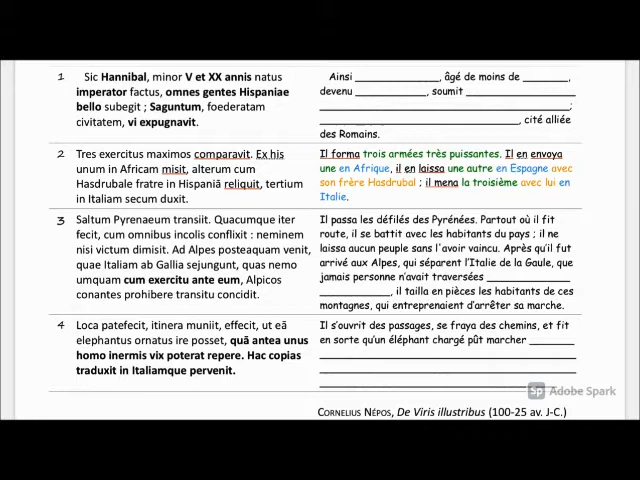 1 Sic Hannibal, minor V et XX annis natus
imperator factus, omnes gentes Hispaniae
bello subegit ; Saguntum, foederatam
civitatem, vi expugnavit.
Ainsi _______________, âgé de moins de ________,
devenu ____________, soumit ___________________
____________________________________________;
___________________________________, cité alliée
des Romains.
2 Tres exercitus maximos comparavit. Ex his
unum in Africam misit, alterum cum
Hasdrubale fratre in Hispaniā reliquit, tertium
in Italiam secum duxit.
Il forma trois armées très puissantes. Il en envoya
une en Afrique, il en laissa une autre en Espagne avec
son frère Hasdrubal ; il mena la troisième avec lui en
Italie.
3 Saltum Pyrenaeum transiit. Quacumque iter
fecit, cum omnibus incolis conflixit : neminem
nisi victum dimisit. Ad Alpes posteaquam venit,
quae Italiam ab Gallia sejungunt, quas nemo
umquam cum exercitu ante eum, Alpicos
conantes prohibere transitu concidit.
Il passa les défilés des Pyrénées. Partout où il fit
route, il se battit avec les habitants du pays ; il ne
laissa aucun peuple sans l'avoir vaincu. Après qu'il fut
arrivé aux Alpes, qui séparent l'Italie de la Gaule, que
jamais personne n'avait traversées _______________
_____________, il tailla en pièces les habitants de ces
montagnes, qui entreprenaient d'arrêter sa marche.
4 Loca patefecit, itinera muniit, effecit, ut eā
elephantus ornatus ire posset, quā antea unus
homo inermis vix poterat repere. Hac copias
traduxit in Italiamque pervenit.
Il s'ouvrit des passages, se fraya des chemins, et fit
en sorte qu'un éléphant chargé pût marcher ________
______________________________________________
______________________________________________
______________________________________________
Sp Adobe Spark
CORNELIUS NÉPOS, De Viris illustribus (100-25 av. J-C.)